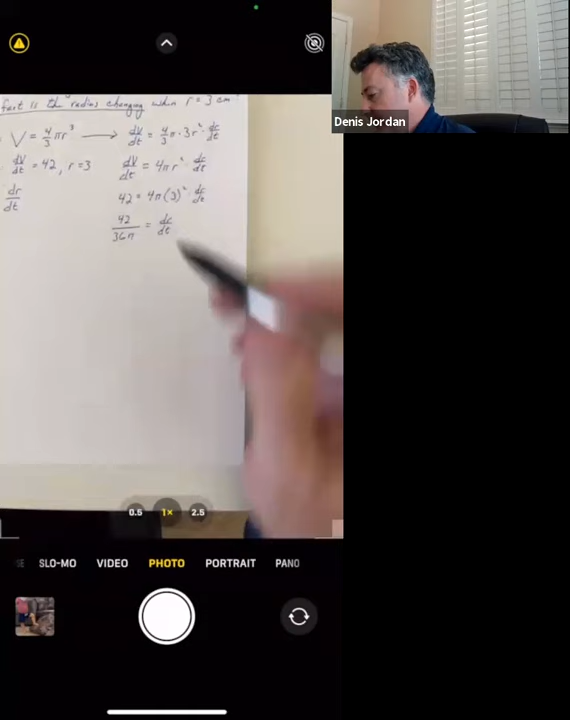 Denis Jordan
fast is the radius changing when r = 3 cm
V = 4/3 πr³ ⟶ dV/dt = 4/3 π · 3r² · dr/dt
dV/dt = 42, r = 3 dV/dt = 4πr² · dr/dt
dr/dt 42 = 4π(3)² · dr/dt
42/36π = dr/dt
0.5 1× 2.5
SLO-MO VIDEO PHOTO PORTRAIT PANO